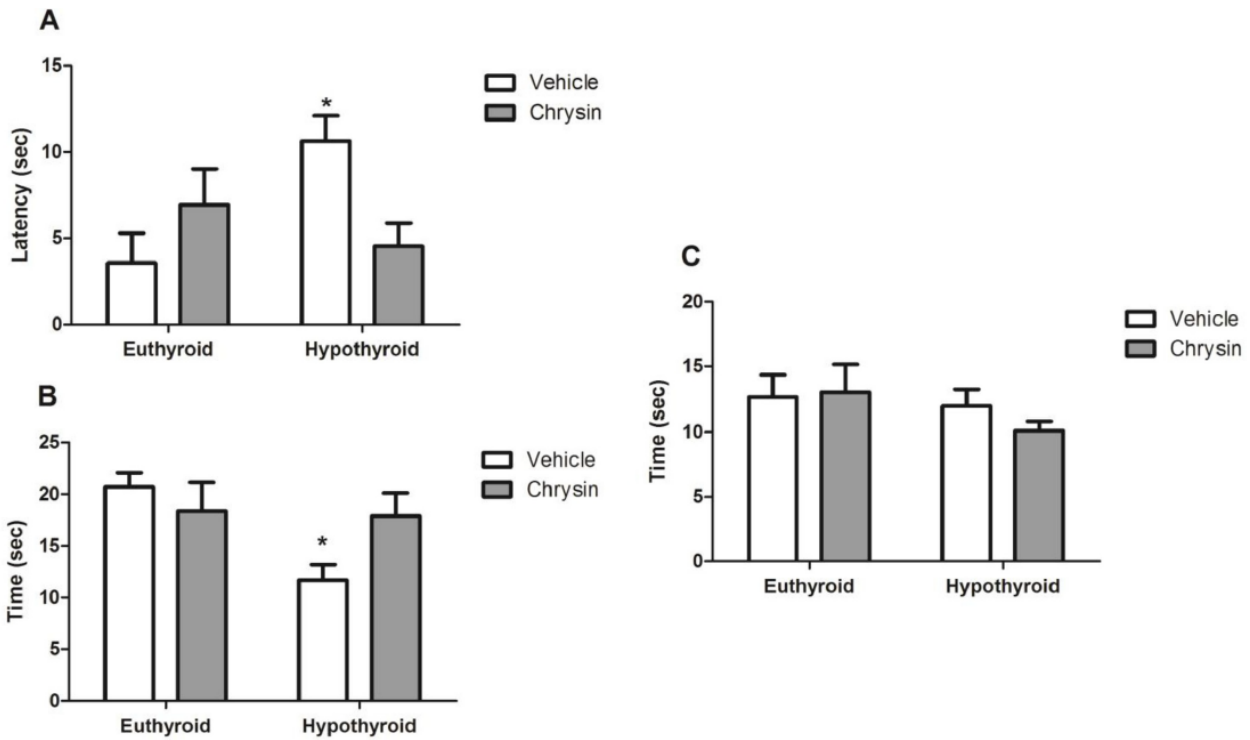 A
15
10
5
0
Latency (sec)
*
Vehicle
Chrysin
Euthyroid
Hypothyroid
B
25
20
15
10
5
0
Time (sec)
*
Vehicle
Chrysin
Euthyroid
Hypothyroid
C
20
15
10
5
0
Time (sec)
Vehicle
Chrysin
Euthyroid
Hypothyroid